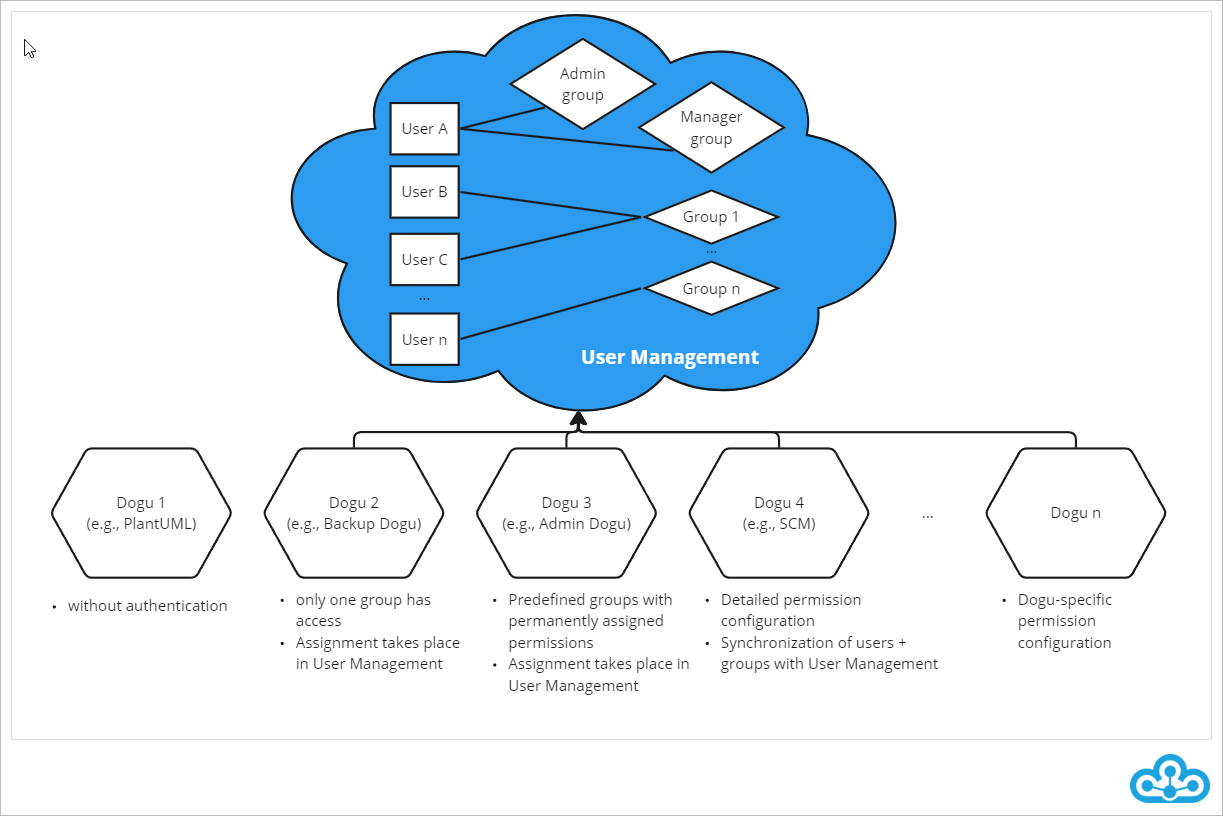 Admin
group
Manager
group
User A
User B
Group 1
...
User C
...
Group n
User n
User Management
Dogu 1
(e.g., PlantUML)
Dogu 2
(e.g., Backup Dogu)
Dogu 3
(e.g., Admin Dogu)
Dogu 4
(e.g., SCM)
...
Dogu n
• without authentication
• only one group has
access
• Assignment takes place
in User Management
• Predefined groups with
permanently assigned
permissions
• Assignment takes place in
User Management
• Detailed permission
configuration
• Synchronization of users +
groups with User Management
• Dogu-specific
permission
configuration